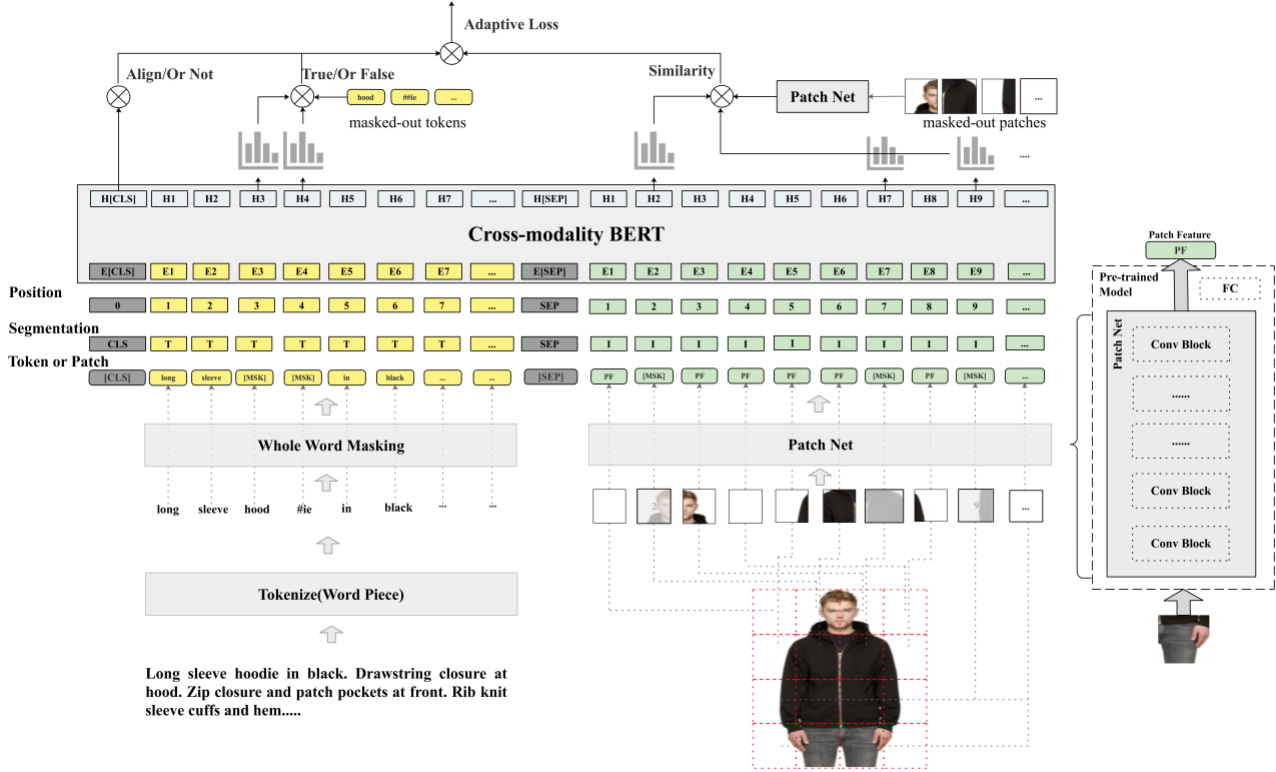 Adaptive Loss
Align/Or Not
True/Or False
Similarity
hood ##ie ...
Patch Net
...
masked-out tokens
masked-out patches
....
H[CLS] H1 H2 H3 H4 H5 H6 H7 ... H[SEP] H1 H2 H3 H4 H5 H6 H7 H8 H9 ...
Cross-modality BERT
E[CLS] E1 E2 E3 E4 E5 E6 E7 ... E[SEP] E1 E2 E3 E4 E5 E6 E7 E8 E9 ...
Position
0 1 2 3 4 5 6 7 ... SEP 1 2 3 4 5 6 7 8 9 ...
Segmentation
CLS T T T T T T T ... SEP I I I I I I I I I ...
Token or Patch
[CLS] long sleeve [MSK] [MSK] in black ... ... [SEP] PF [MSK] PF PF PF PF [MSK] PF [MSK] ...
Whole Word Masking
Patch Net
long sleeve hood #ie in black ... ...
2 9 ...
Tokenize(Word Piece)
Long sleeve hoodie in black. Drawstring closure at
hood. Zip closure and patch pockets at front. Rib knit
sleeve cuffs and hem.....
Patch Feature
PF
Pre-trained
Model
FC
Patch Net
Conv Block
......
......
Conv Block
Conv Block